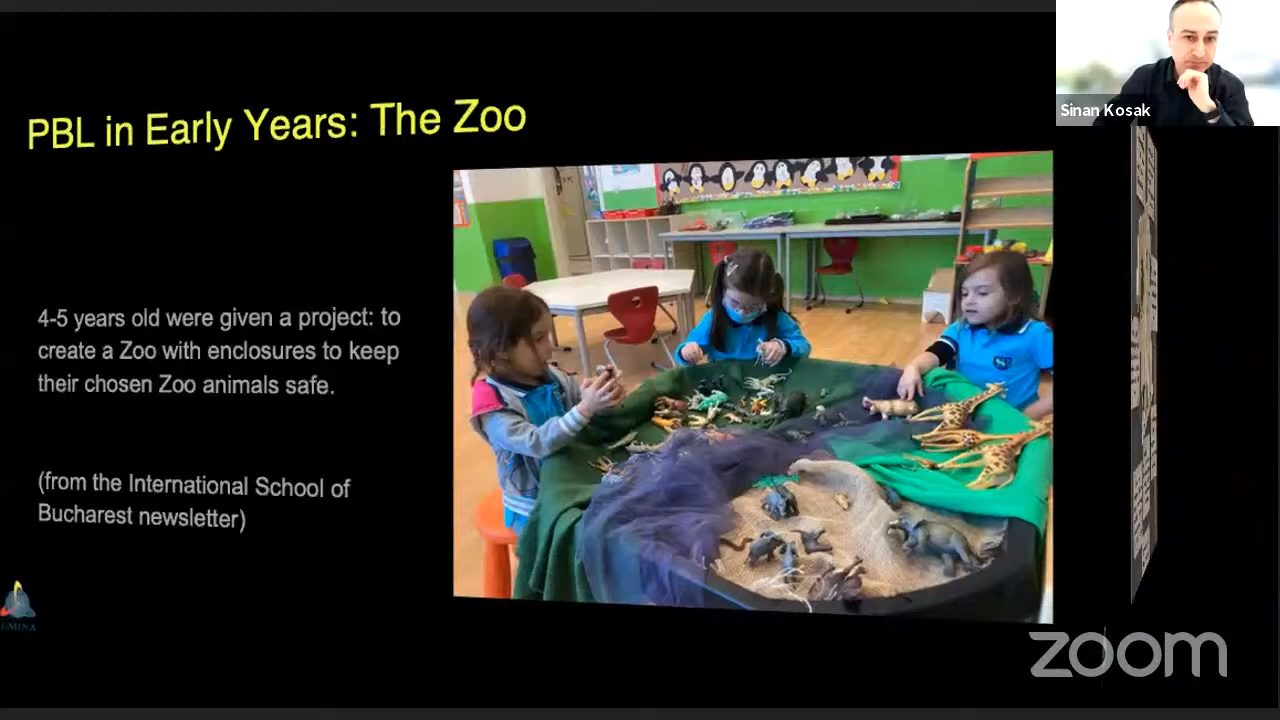 Sinan Kosak
PBL in Early Years: The Zoo
4-5 years old were given a project: to
create a Zoo with enclosures to keep
their chosen Zoo animals safe.
(from the International School of
Bucharest newsletter)
zoom